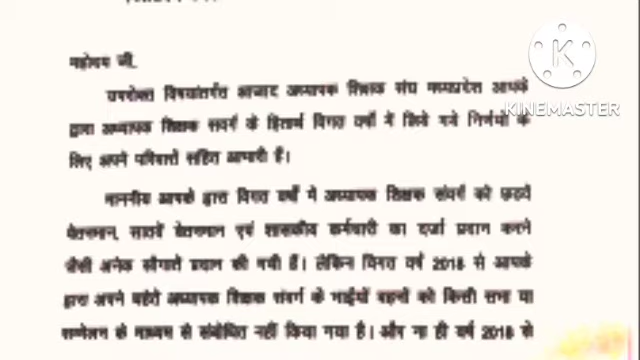 महोदय जी,
KINEMASTER
उपरोक्त विषयांतर्गत आजाद अध्यापक शिक्षक संघ मध्यप्रदेश आपके
द्वारा अध्यापक शिक्षक संवर्ग के हितार्थ विगत वर्षों में लिये गये निर्णयों के
लिए अपने परिवारों सहित आभारी हैं।
माननीय आपके द्वारा विगत वर्षों में अध्यापक शिक्षक संवर्ग को छठवें
वेतनमान, सातवें वेतनमान एवं शासकीय कर्मचारी का दर्जा प्रदान करने
जैसी अनेक सौगातें प्रदान की गयी हैं। लेकिन विगत वर्ष 2018 से आपके
द्वारा अपने चहेते अध्यापक शिक्षक संवर्ग के भाईयों बहनों को किसी सभा या
सम्मेलन के माध्यम से संबोधित नहीं किया गया है। और ना ही वर्ष 2018 से